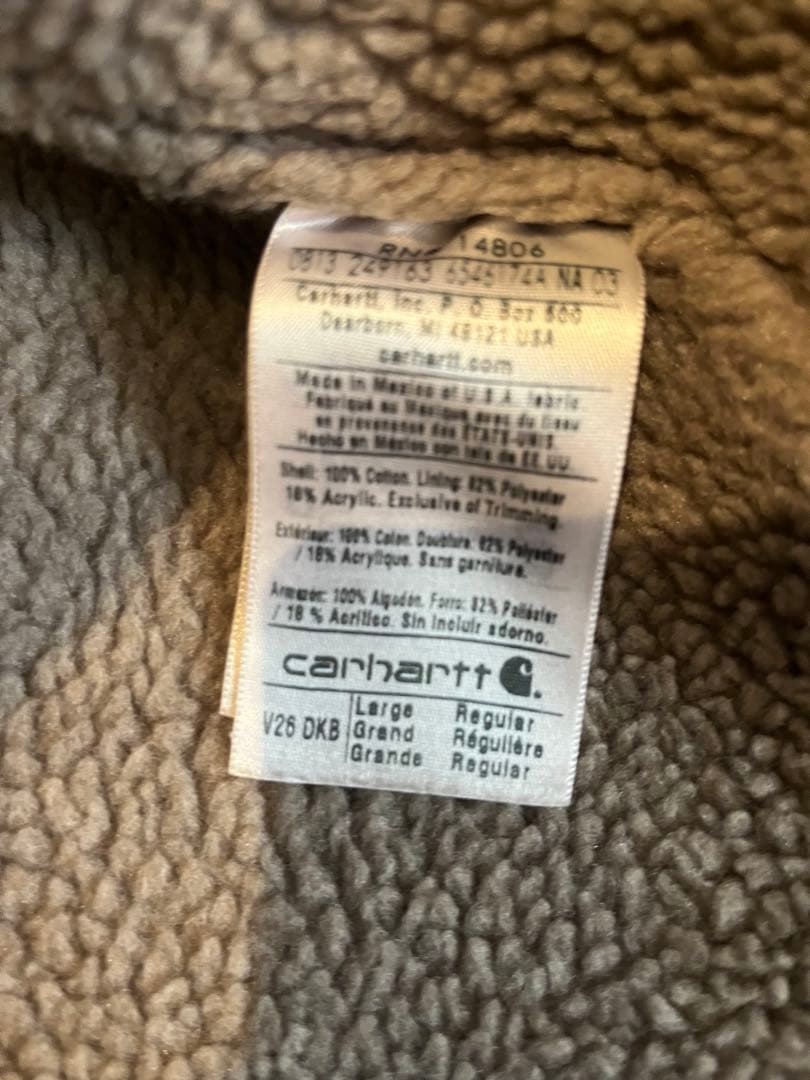 RN# 14806
0813 249163 6546174A NA 03
Carhartt, Inc. P. O. Box 600
Dearborn, MI 48121 USA
carhartt.com
Made in Mexico of U.S.A. fabric
Fabriqué au Mexique avec du tissu
en provenance des ÉTATS-UNIS
Hecho en México con tela de EE.UU.
Shell: 100% Cotton. Lining: 82% Polyester
18% Acrylic. Exclusive of Trimming.
Extérieur: 100% Coton. Doublure: 82% Polyester
/ 18% Acrylique. Sans garniture.
Armazón: 100% Algodón. Forro: 82% Poliéster
/ 18 % Acrílico. Sin incluir adorno.
carhartt
V26 DKB
Large Regular
Grand Régulière
Grande Regular